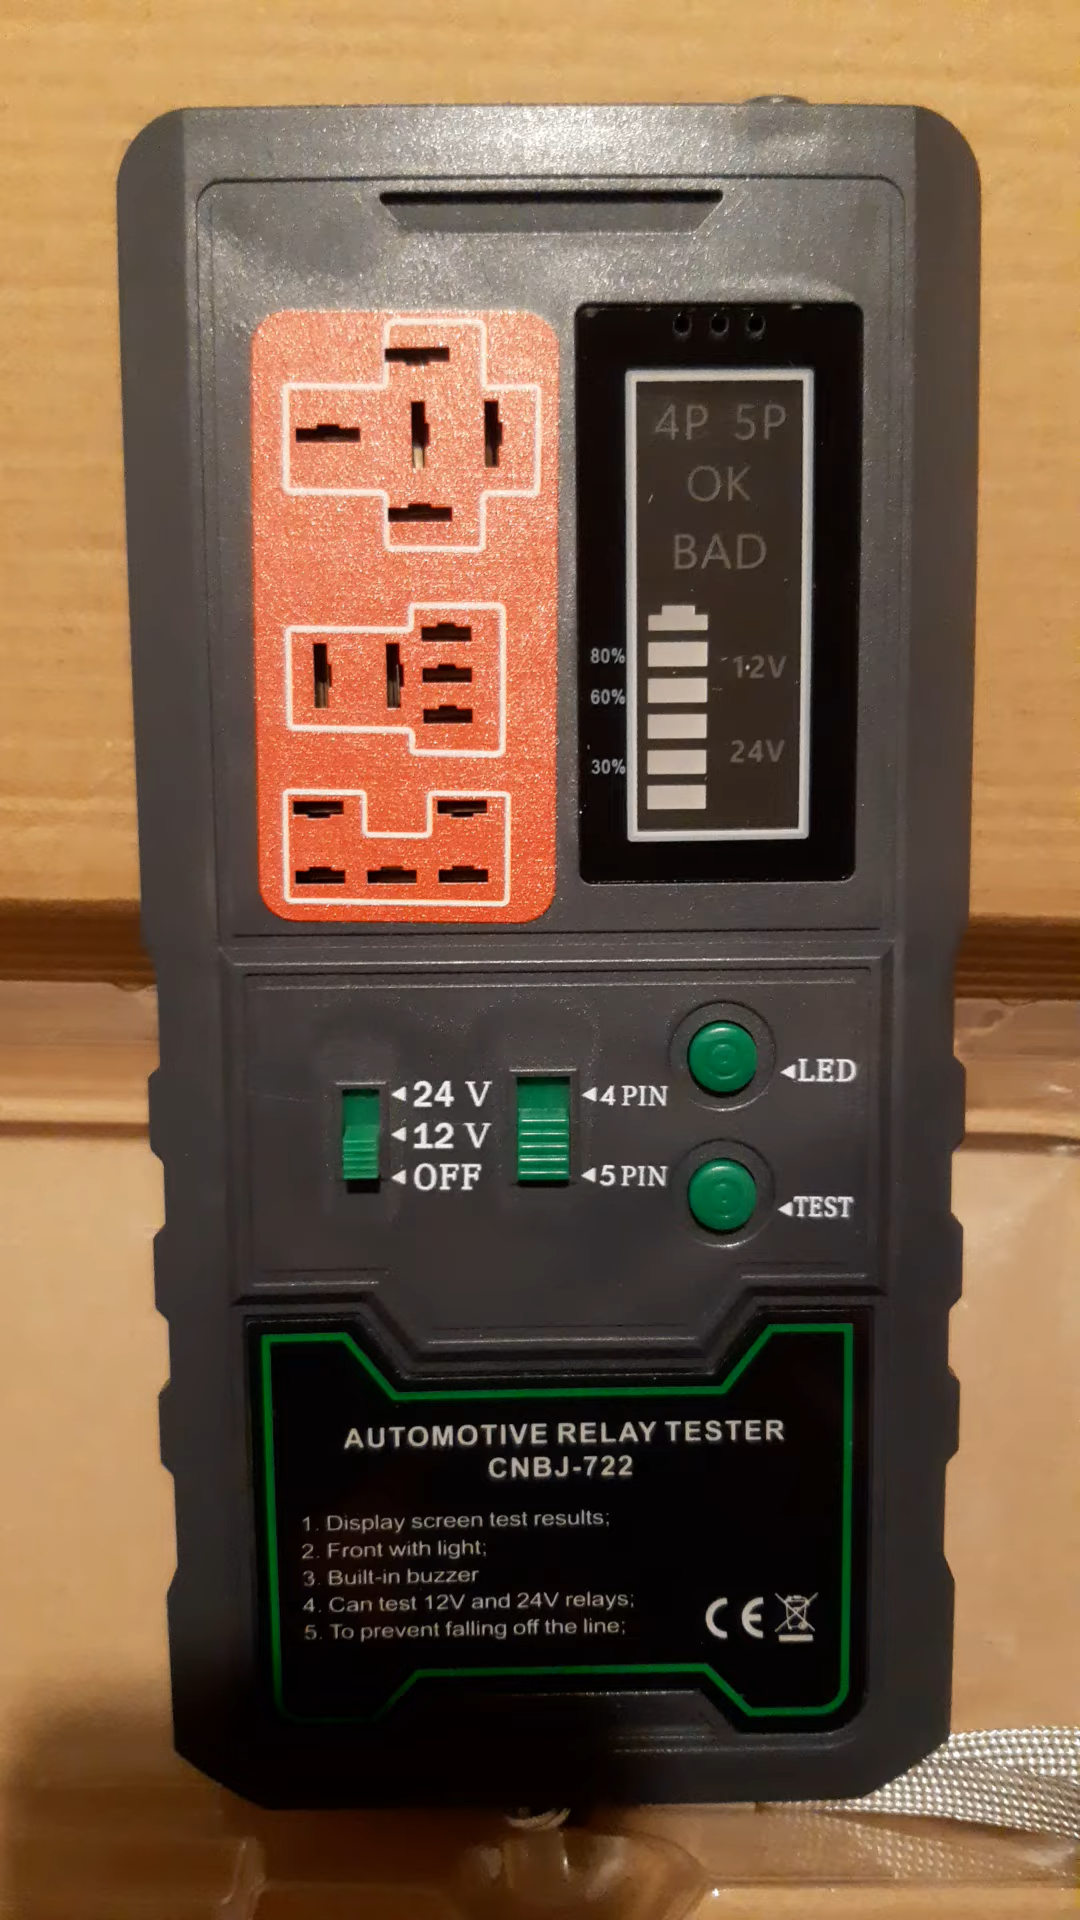 4P 5P
OK
BAD
80%
12V
60%
24V
30%
24 V
12 V
OFF
4 PIN
5 PIN
LED
TEST
AUTOMOTIVE RELAY TESTER
CNBJ-722
1. Display screen test results;
2. Front with light;
3. Built-in buzzer
4. Can test 12V and 24V relays;
5. To prevent falling off the line;
CE